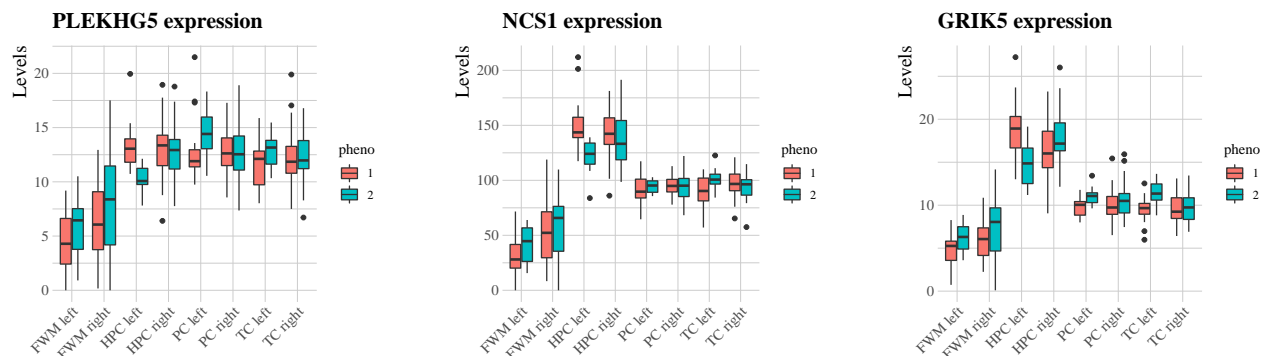 PLEKHG5 expression
Levels
20
15
10
5
0
FWM left
FWM right
HPC left
HPC right
PC left
PC right
TC left
TC right
pheno
1
2
NCS1 expression
Levels
200
150
100
50
0
FWM left
FWM right
HPC left
HPC right
PC left
PC right
TC left
TC right
pheno
1
2
GRIK5 expression
Levels
20
10
0
FWM left
FWM right
HPC left
HPC right
PC left
PC right
TC left
TC right
pheno
1
2